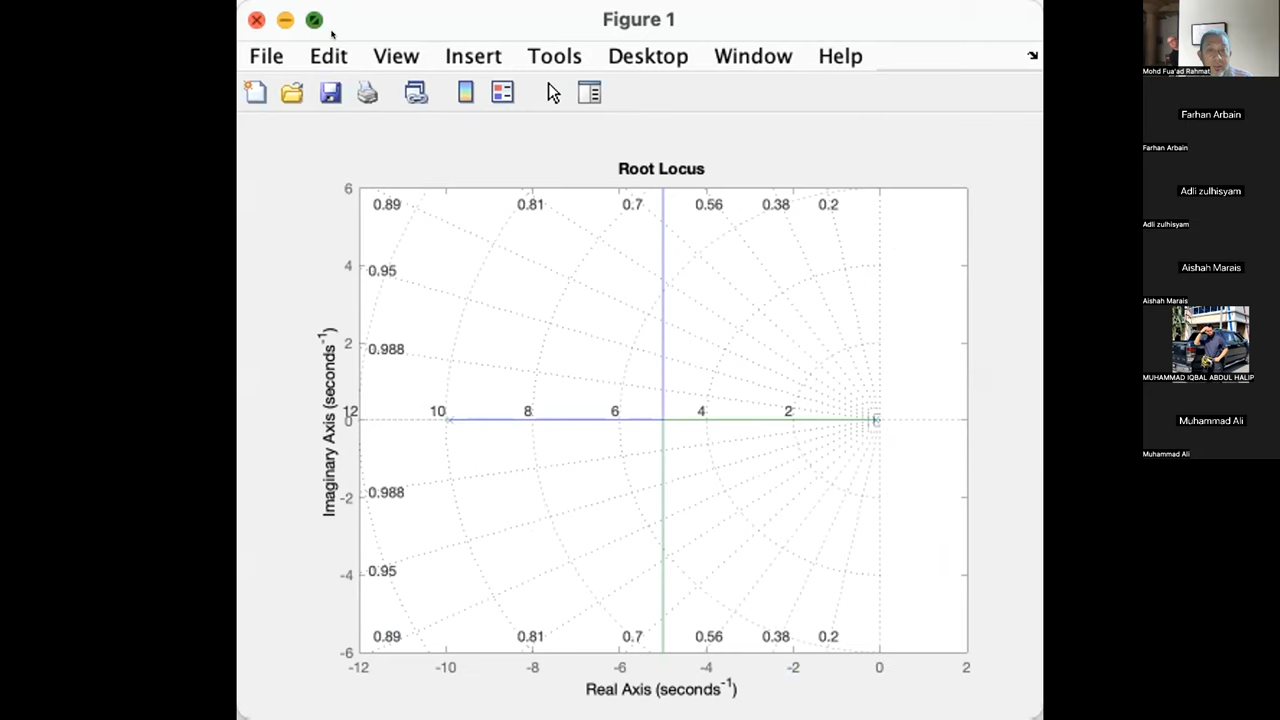 Figure 1
File Edit View Insert Tools Desktop Window Help
Root Locus
6
0.89 0.81 0.7 0.56 0.38 0.2
4
0.95
2
0.988
12 10 8 6 4 2
0
0.988
-2
0.95
-4
0.89 0.81 0.7 0.56 0.38 0.2
-6
-12 -10 -8 -6 -4 -2 0 2
Real Axis (seconds⁻¹)
Imaginary Axis (seconds⁻¹)
Mohd Fua'ad Rahmat
Farhan Arbain
Farhan Arbain
Adli zulhisyam
Adli zulhisyam
Aishah Marais
Aishah Marais
MUHAMMAD IQBAL ABDUL HALIP
Muhammad Ali
Muhammad Ali